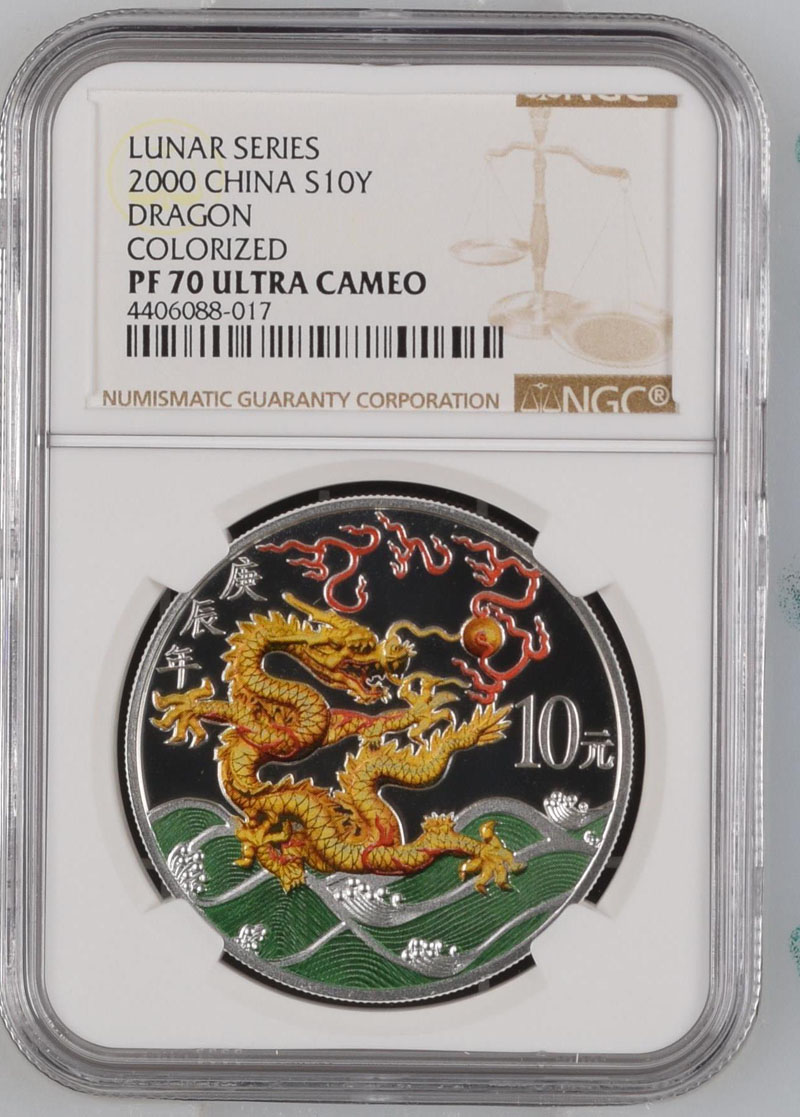 NGC
LUNAR SERIES
2000 CHINA S10Y
DRAGON
COLORIZED
PF 70 ULTRA CAMEO
4406088-017
NUMISMATIC GUARANTY CORPORATION
NGC®
庚辰年
10元